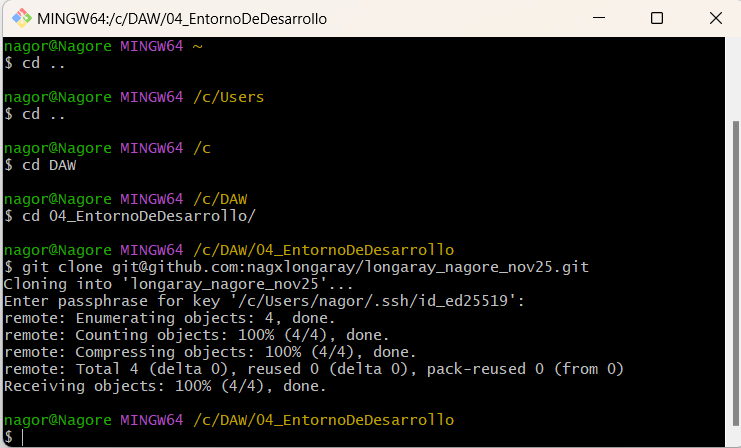 MINGW64:/c/DAW/04_EntornoDeDesarrollo
nagor@Nagore MINGW64 ~
$ cd ..
nagor@Nagore MINGW64 /c/Users
$ cd ..
nagor@Nagore MINGW64 /c
$ cd DAW
nagor@Nagore MINGW64 /c/DAW
$ cd 04_EntornoDeDesarrollo/
nagor@Nagore MINGW64 /c/DAW/04_EntornoDeDesarrollo
$ git clone git@github.com:nagxlongaray/longaray_nagore_nov25.git
Cloning into 'longaray_nagore_nov25'...
Enter passphrase for key '/c/Users/nagor/.ssh/id_ed25519':
remote: Enumerating objects: 4, done.
remote: Counting objects: 100% (4/4), done.
remote: Compressing objects: 100% (4/4), done.
remote: Total 4 (delta 0), reused 0 (delta 0), pack-reused 0 (from 0)
Receiving objects: 100% (4/4), done.
nagor@Nagore MINGW64 /c/DAW/04_EntornoDeDesarrollo
$